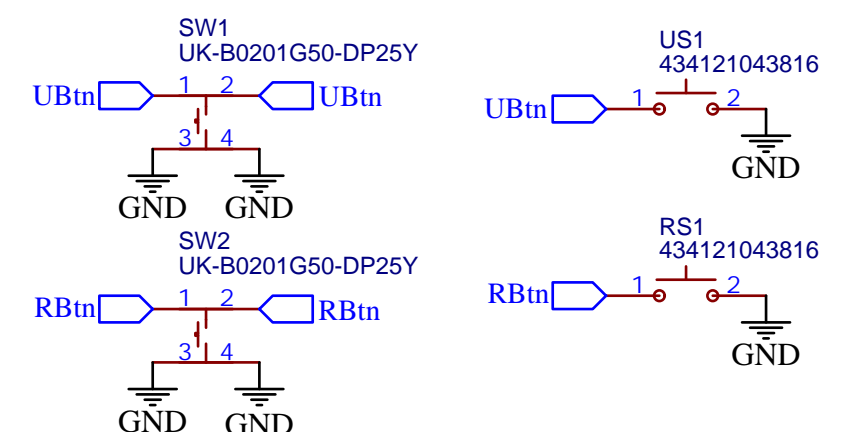 SW1
UK-B0201G50-DP25Y
UBtn 1 2 UBtn
3 4
GND GND
US1
434121043816
UBtn 1 2
GND
SW2
UK-B0201G50-DP25Y
RBtn 1 2 RBtn
3 4
GND GND
RS1
434121043816
RBtn 1 2
GND